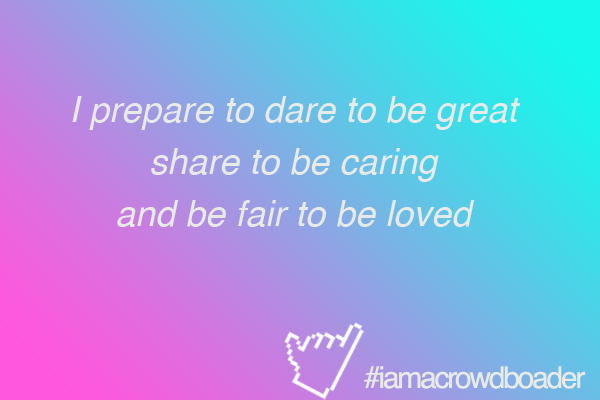 I prepare to dare to be great
share to be caring
and be fair to be loved
#iamacrowdboader